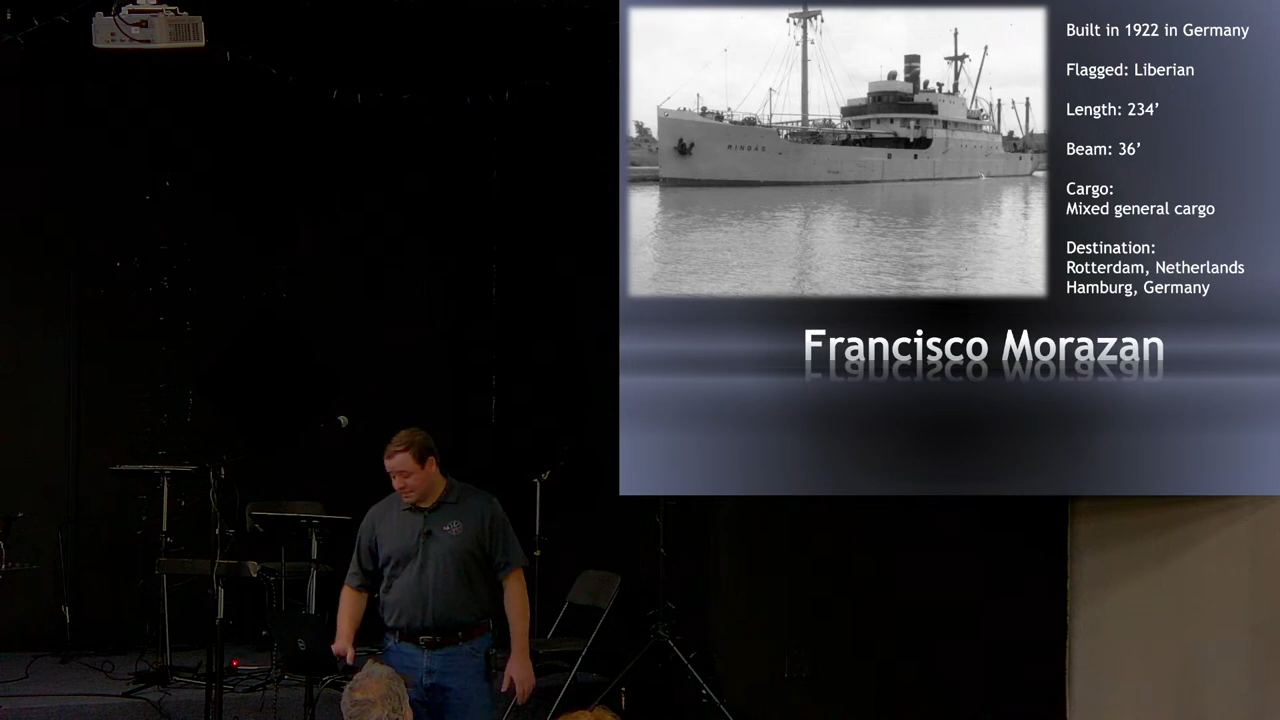 Built in 1922 in Germany
Flagged: Liberian
Length: 234’
Beam: 36’
Cargo:
Mixed general cargo
Destination:
Rotterdam, Netherlands
Hamburg, Germany
RINGÅS
Francisco Morazan